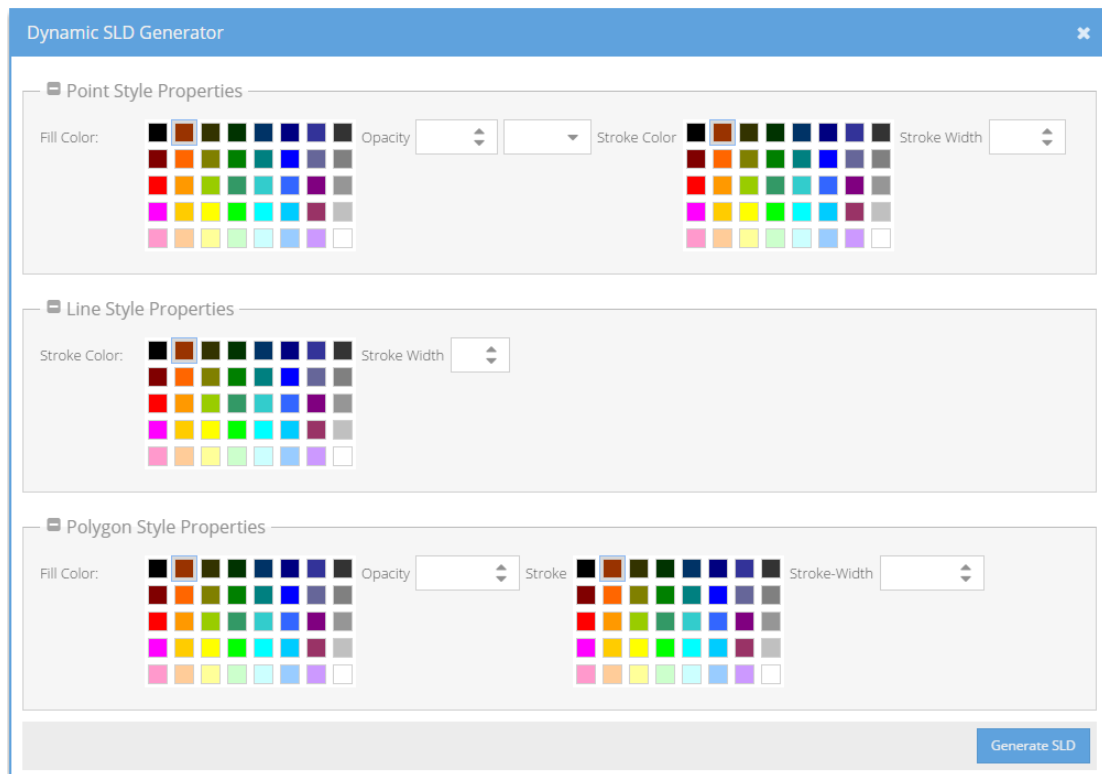 Dynamic SLD Generator
Point Style Properties
Fill Color: Opacity Stroke Color Stroke Width
Line Style Properties
Stroke Color: Stroke Width
Polygon Style Properties
Fill Color: Opacity Stroke Stroke-Width
Generate SLD